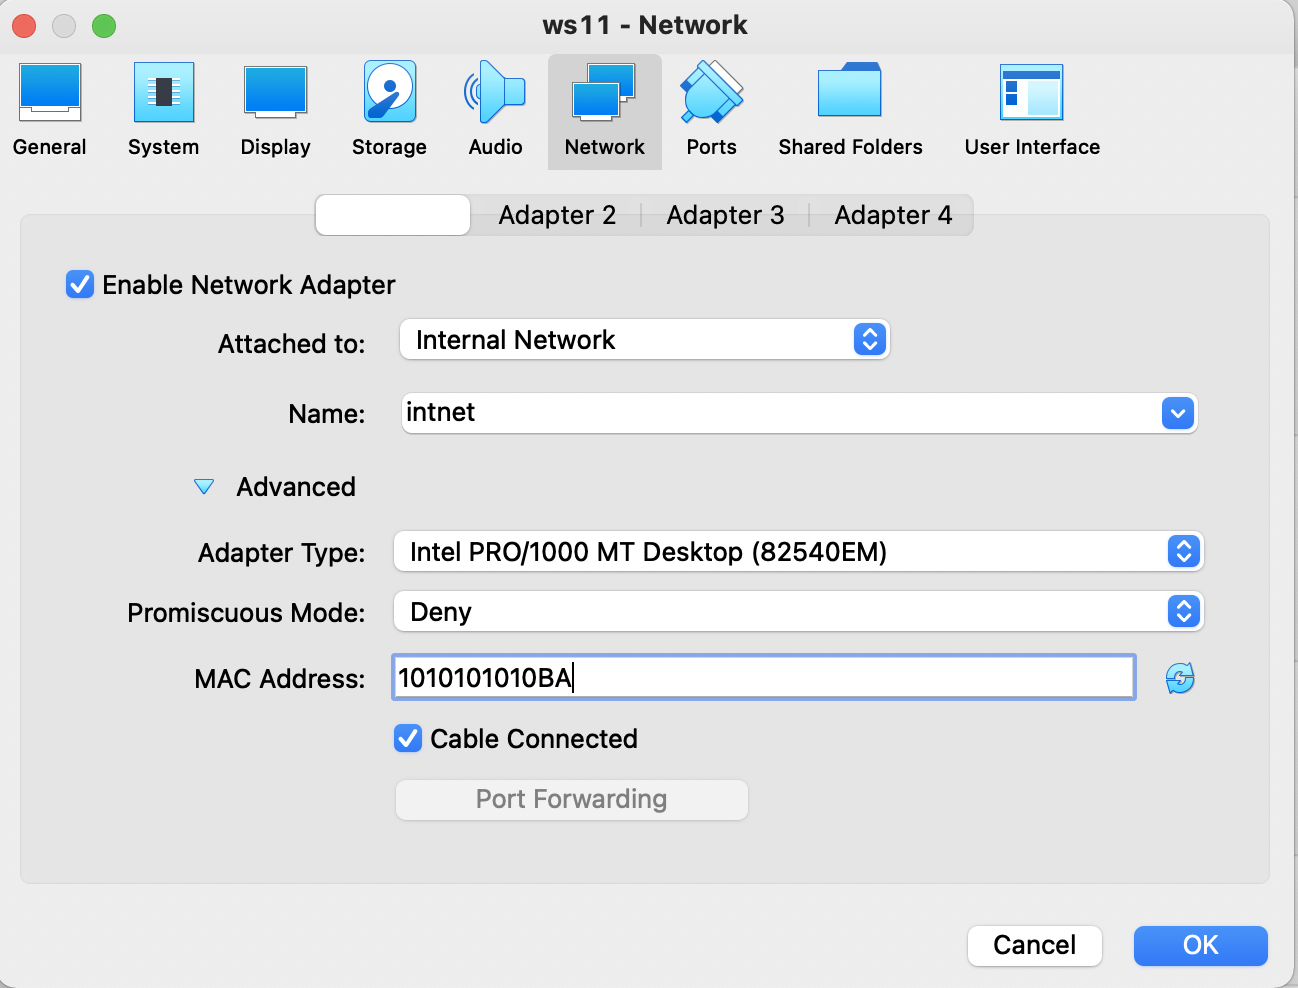 ws11 - Network
General System Display Storage Audio Network Ports Shared Folders User Interface
Adapter 2 Adapter 3 Adapter 4
Enable Network Adapter
Attached to: Internal Network
Name: intnet
Advanced
Adapter Type: Intel PRO/1000 MT Desktop (82540EM)
Promiscuous Mode: Deny
MAC Address: 1010101010BA
Cable Connected
Port Forwarding
Cancel OK